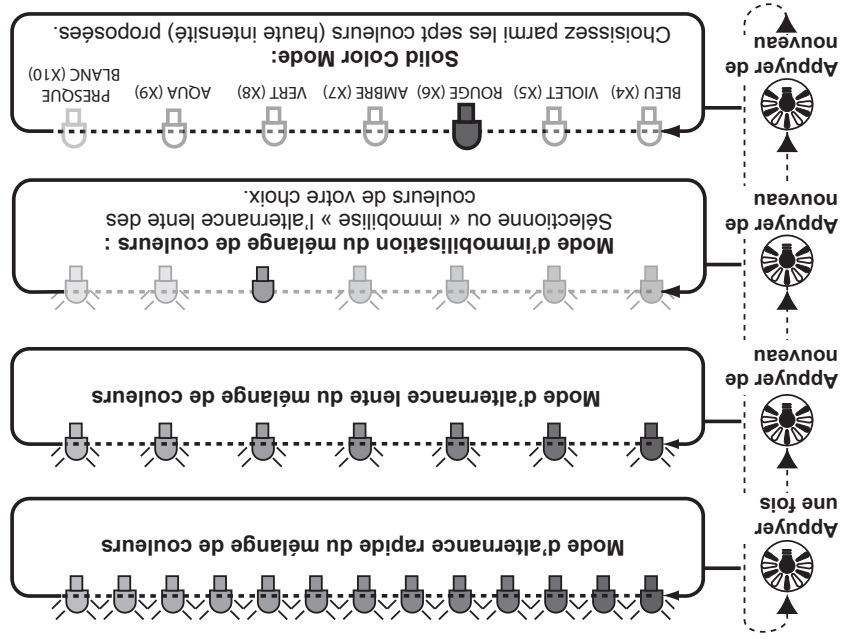 Appuyer
une fois
Mode d'alternance rapide du mélange de couleurs
Appuyer de
nouveau
Mode d'alternance lente du mélange de couleurs
Appuyer de
nouveau
Mode d'immobilisation du mélange de couleurs :
Sélectionne ou « immobilise » l'alternance lente des
couleurs de votre choix.
Appuyer de
nouveau
BLEU (X4) VIOLET (X5) ROUGE (X6) AMBRE (X7) VERT (X8) AQUA (X9) PRESQUE
BLANC (X10)
Solid Color Mode:
Choisissez parmi les sept couleurs (haute intensité) proposées.